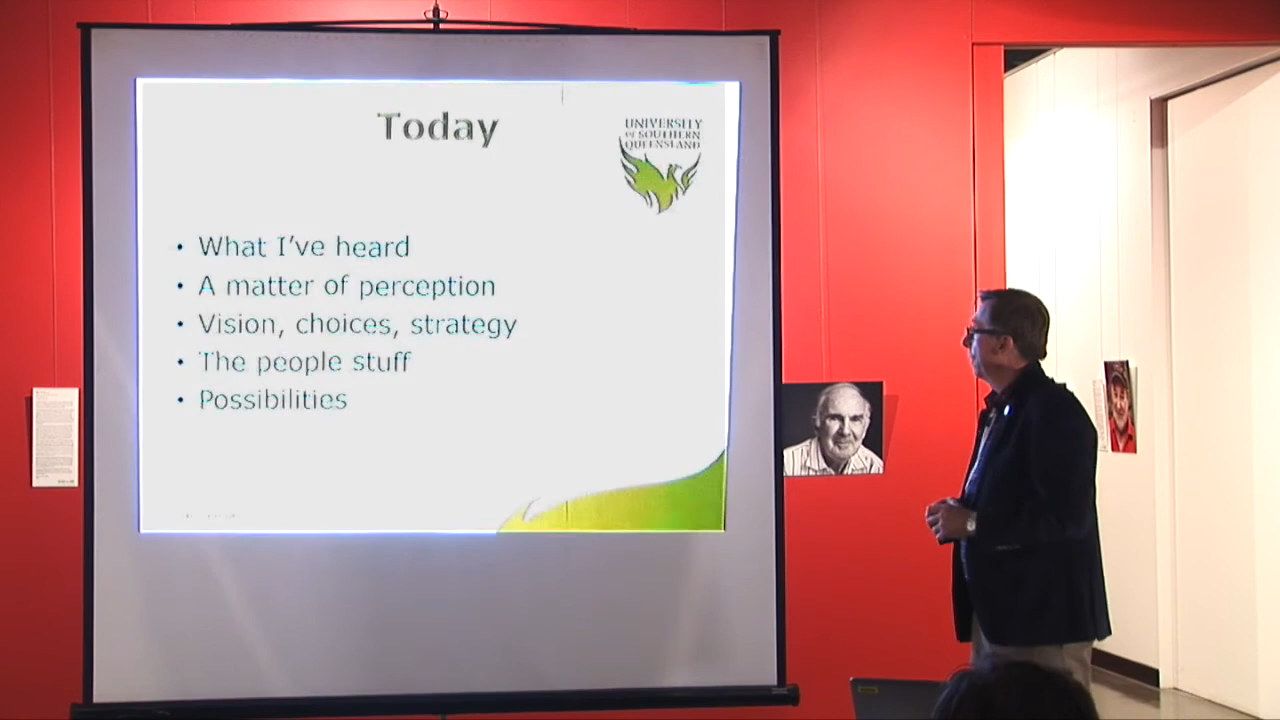 Today
UNIVERSITY
OF SOUTHERN
QUEENSLAND
• What I've heard
• A matter of perception
• Vision, choices, strategy
• The people stuff
• Possibilities